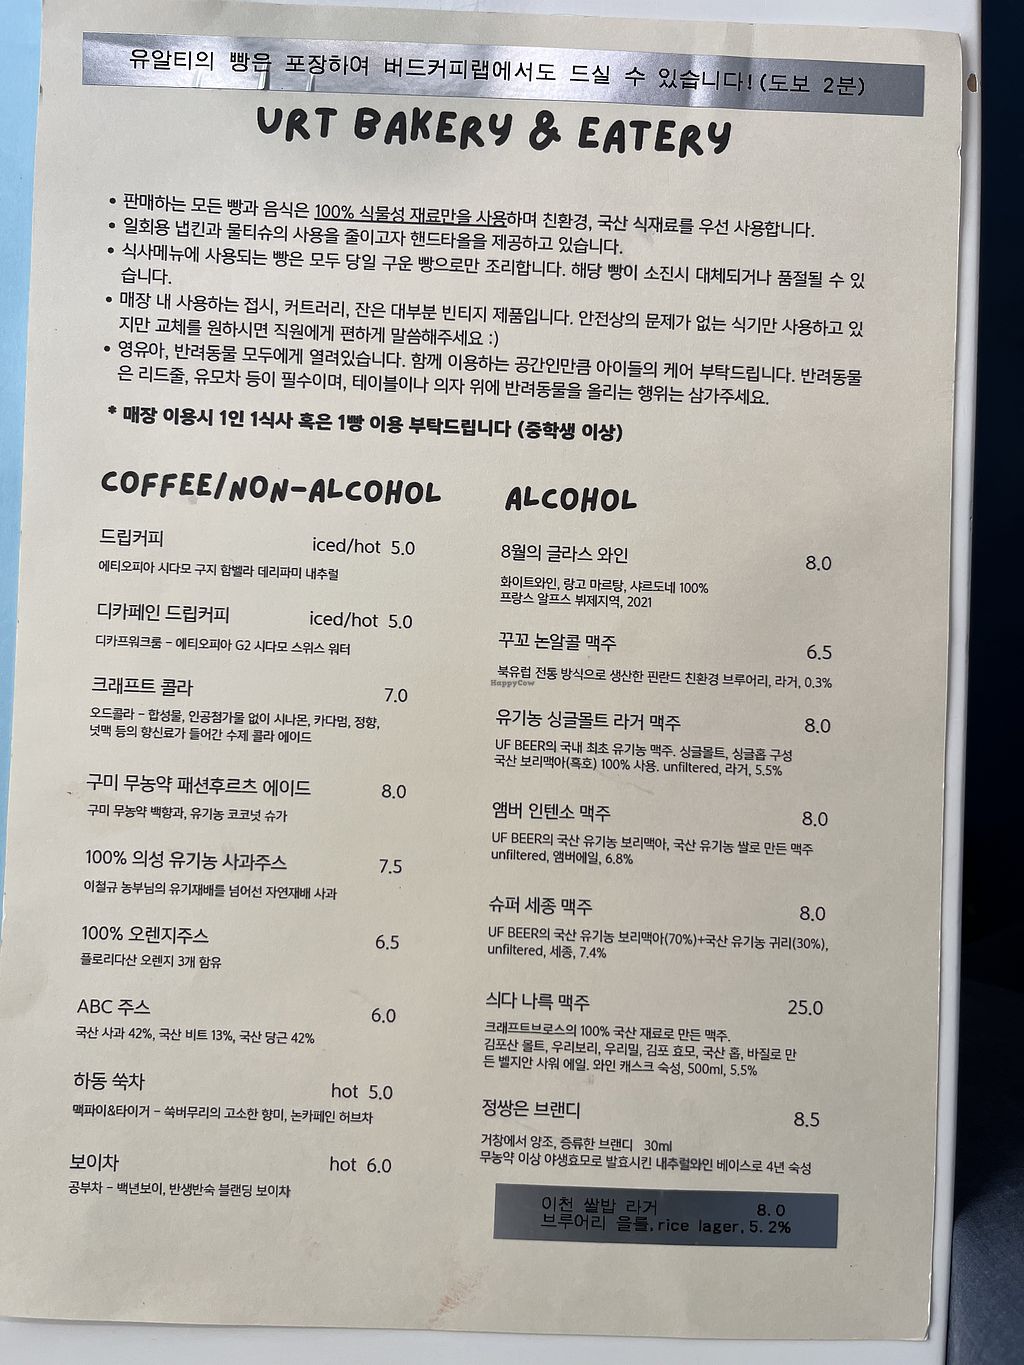 유알티의 빵은 포장하여 버드커피랩에서도 드실 수 있습니다!(도보 2분)
URT BAKERY & EATERY
• 판매하는 모든 빵과 음식은 100% 식물성 재료만을 사용하며 친환경, 국산 식재료를 우선 사용합니다.
• 일회용 냅킨과 물티슈의 사용을 줄이고자 핸드타올을 제공하고 있습니다.
• 식사메뉴에 사용되는 빵은 모두 당일 구운 빵으로만 조리합니다. 해당 빵이 소진시 대체되거나 품절될 수 있
습니다.
• 매장 내 사용하는 접시, 커트러리, 잔은 대부분 빈티지 제품입니다. 안전상의 문제가 없는 식기만 사용하고 있
지만 교체를 원하시면 직원에게 편하게 말씀해주세요 :)
• 영유아, 반려동물 모두에게 열려있습니다. 함께 이용하는 공간인만큼 아이들의 케어 부탁드립니다. 반려동물
은 리드줄, 유모차 등이 필수이며, 테이블이나 의자 위에 반려동물을 올리는 행위는 삼가주세요.
* 매장 이용시 1인 1식사 혹은 1빵 이용 부탁드립니다 (중학생 이상)
COFFEE/NON-ALCOHOL
드립커피 iced/hot 5.0
에티오피아 시다모 구지 함벨라 데리파미 내추럴
디카페인 드립커피 iced/hot 5.0
디카프워크룸 - 에티오피아 G2 시다모 스위스 워터
크래프트 콜라 7.0
오드콜라 - 합성물, 인공첨가물 없이 시나몬, 카다멈, 정향,
넛맥 등의 향신료가 들어간 수제 콜라 에이드
구미 무농약 패션후르츠 에이드 8.0
구미 무농약 백향과, 유기농 코코넛 슈가
100% 의성 유기농 사과주스 7.5
이철규 농부님의 유기재배를 넘어선 자연재배 사과
100% 오렌지주스 6.5
플로리다산 오렌지 3개 함유
ABC 주스 6.0
국산 사과 42%, 국산 비트 13%, 국산 당근 42%
하동 쑥차 hot 5.0
맥파이&타이거 - 쑥버무리의 고소한 향미, 논카페인 허브차
보이차 hot 6.0
공부차 - 백년보이, 반생반숙 블랜딩 보이차
ALCOHOL
8월의 글라스 와인 8.0
화이트와인, 랑고 마르탕, 샤르도네 100%
프랑스 알프스 뷔제지역, 2021
꾸꼬 논알콜 맥주 6.5
북유럽 전통 방식으로 생산한 핀란드 친환경 브루어리, 라거, 0.3%
HappyCow
유기농 싱글몰트 라거 맥주 8.0
UF BEER의 국내 최초 유기농 맥주. 싱글몰트, 싱글홉 구성
국산 보리맥아(흑호) 100% 사용. unfiltered, 라거, 5.5%
앰버 인텐소 맥주 8.0
UF BEER의 국산 유기농 보리맥아, 국산 유기농 쌀로 만든 맥주
unfiltered, 앰버에일, 6.8%
슈퍼 세종 맥주 8.0
UF BEER의 국산 유기농 보리맥아(70%)+국산 유기농 귀리(30%),
unfiltered, 세종, 7.4%
싀다 나륵 맥주 25.0
크래프트브로스의 100% 국산 재료로 만든 맥주.
김포산 몰트, 우리보리, 우리밀, 김포 효모, 국산 홉, 바질로 만
든 벨지안 사워 에일. 와인 캐스크 숙성, 500ml, 5.5%
정쌍은 브랜디 8.5
거창에서 양조, 증류한 브랜디 30ml
무농약 이상 야생효모로 발효시킨 내추럴와인 베이스로 4년 숙성
이천 쌀밥 라거 8.0
브루어리 을를,rice lager,5.2%